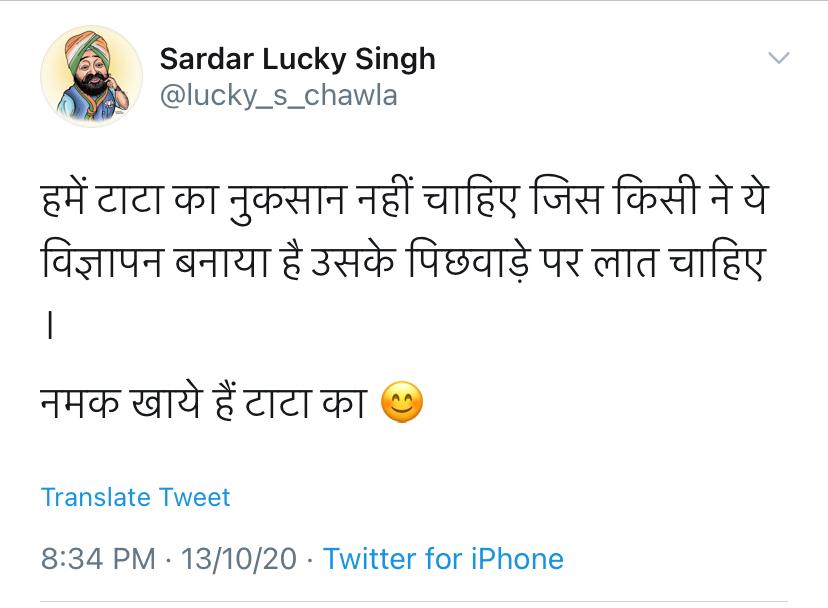 Sardar Lucky Singh
@lucky_s_chawla
हमें टाटा का नुकसान नहीं चाहिए जिस किसी ने ये
विज्ञापन बनाया है उसके पिछवाड़े पर लात चाहिए
।
नमक खाये हैं टाटा का 😊
Translate Tweet
8:34 PM · 13/10/20 · Twitter for iPhone